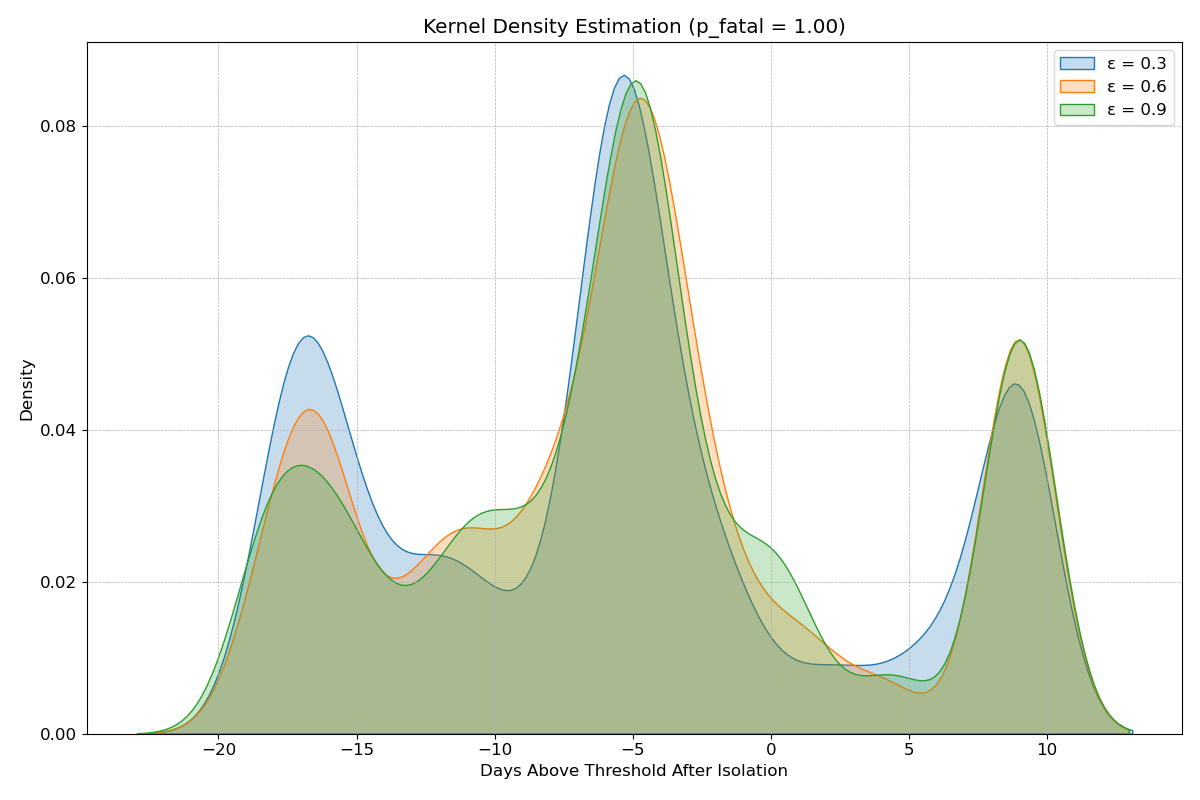 Kernel Density Estimation (p_fatal = 1.00)
ε = 0.3
ε = 0.6
ε = 0.9
Density
0.08
0.06
0.04
0.02
0.00
−20 −15 −10 −5 0 5 10
Days Above Threshold After Isolation